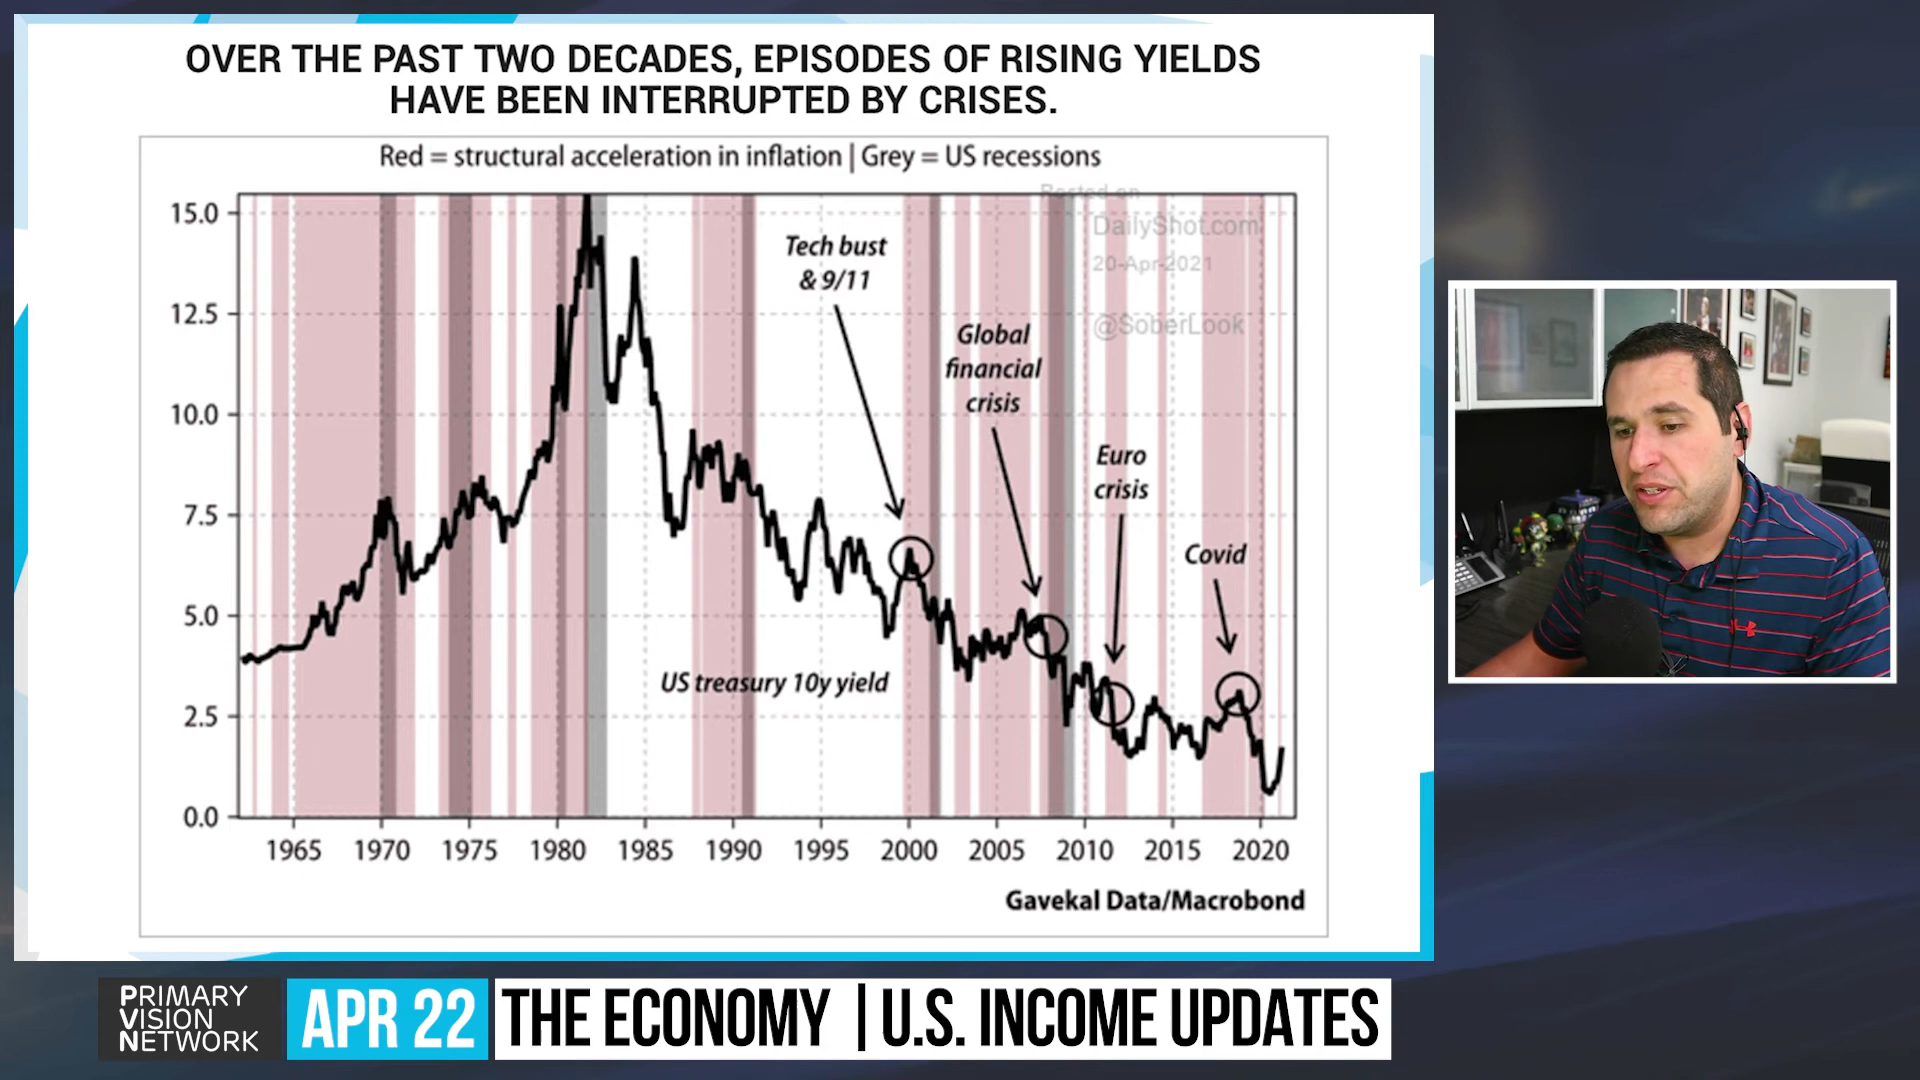 OVER THE PAST TWO DECADES, EPISODES OF RISING YIELDS
HAVE BEEN INTERRUPTED BY CRISES.
Red = structural acceleration in inflation | Grey = US recessions
Posted on
DailyShot.com
20-Apr-2021
@SoberLook
15.0
12.5
10.0
7.5
5.0
2.5
0.0
Tech bust
& 9/11
Global
financial
crisis
Euro
crisis
Covid
US treasury 10y yield
1965 1970 1975 1980 1985 1990 1995 2000 2005 2010 2015 2020
Gavekal Data/Macrobond
PRIMARY
VISION
NETWORK
APR 22
THE ECONOMY | U.S. INCOME UPDATES